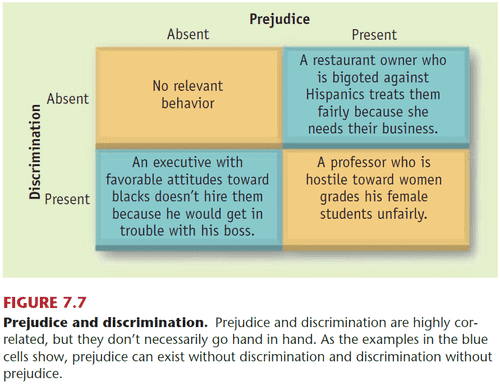 Prejudice
Absent
Present
Discrimination
Absent
No relevant
behavior
A restaurant owner who
is bigoted against
Hispanics treats them
fairly because she
needs their business.
Present
An executive with
favorable attitudes toward
blacks doesn't hire them
because he would get in
trouble with his boss.
A professor who is
hostile toward women
grades his female
students unfairly.
FIGURE 7.7
Prejudice and discrimination. Prejudice and discrimination are highly cor-
related, but they don't necessarily go hand in hand. As the examples in the blue
cells show, prejudice can exist without discrimination and discrimination without
prejudice.